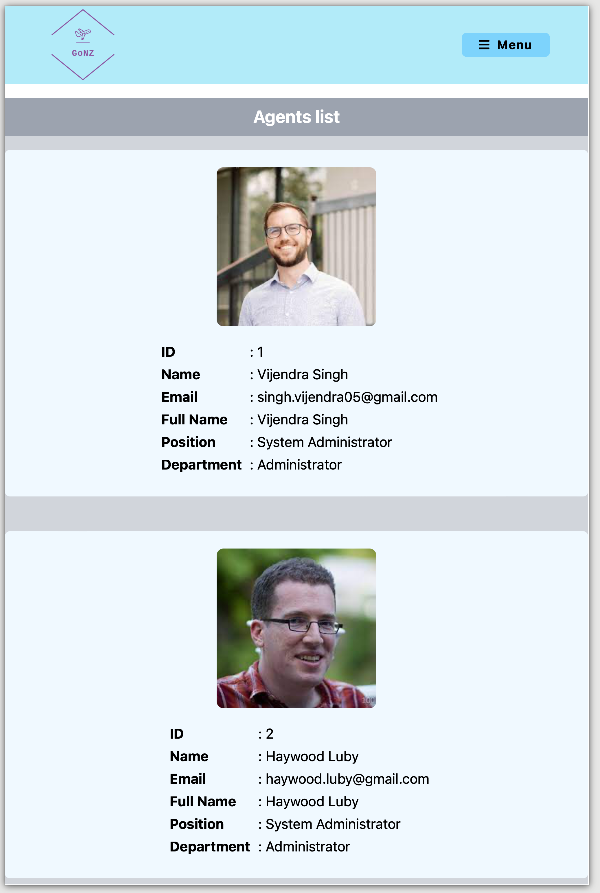 GoNZ
Menu
Agents list
ID : 1
Name : Vijendra Singh
Email : singh.vijendra05@gmail.com
Full Name : Vijendra Singh
Position : System Administrator
Department : Administrator
ID : 2
Name : Haywood Luby
Email : haywood.luby@gmail.com
Full Name : Haywood Luby
Position : System Administrator
Department : Administrator